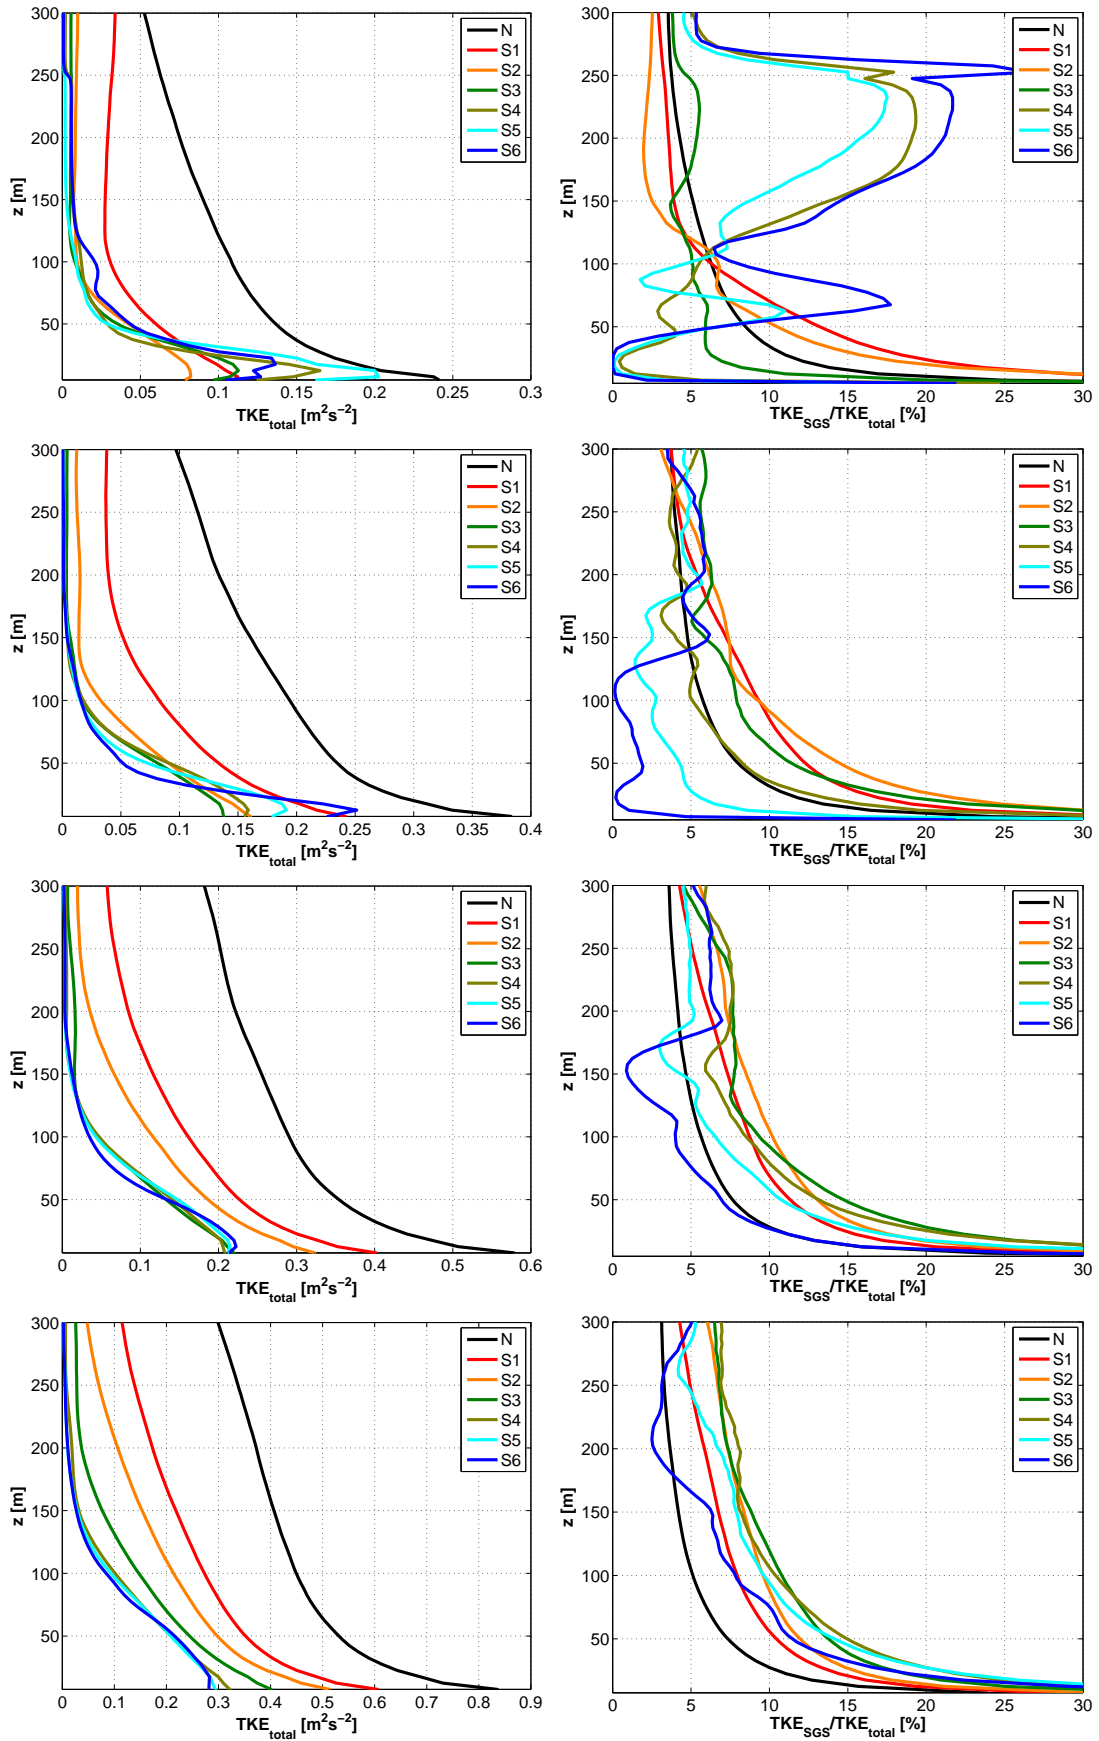 300
250
200
150
100
50
0 0.05 0.1 0.15 0.2 0.25 0.3
z [m]
TKE_total [m²s⁻²]
N
S1
S2
S3
S4
S5
S6
300
250
200
150
100
50
0 5 10 15 20 25 30
z [m]
TKE_SGS/TKE_total [%]
N
S1
S2
S3
S4
S5
S6
300
250
200
150
100
50
0 0.05 0.1 0.15 0.2 0.25 0.3 0.35 0.4
z [m]
TKE_total [m²s⁻²]
N
S1
S2
S3
S4
S5
S6
300
250
200
150
100
50
0 5 10 15 20 25 30
z [m]
TKE_SGS/TKE_total [%]
N
S1
S2
S3
S4
S5
S6
300
250
200
150
100
50
0 0.1 0.2 0.3 0.4 0.5 0.6
z [m]
TKE_total [m²s⁻²]
N
S1
S2
S3
S4
S5
S6
300
250
200
150
100
50
0 5 10 15 20 25 30
z [m]
TKE_SGS/TKE_total [%]
N
S1
S2
S3
S4
S5
S6
300
250
200
150
100
50
0 0.1 0.2 0.3 0.4 0.5 0.6 0.7 0.8 0.9
z [m]
TKE_total [m²s⁻²]
N
S1
S2
S3
S4
S5
S6
300
250
200
150
100
50
0 5 10 15 20 25 30
z [m]
TKE_SGS/TKE_total [%]
N
S1
S2
S3
S4
S5
S6